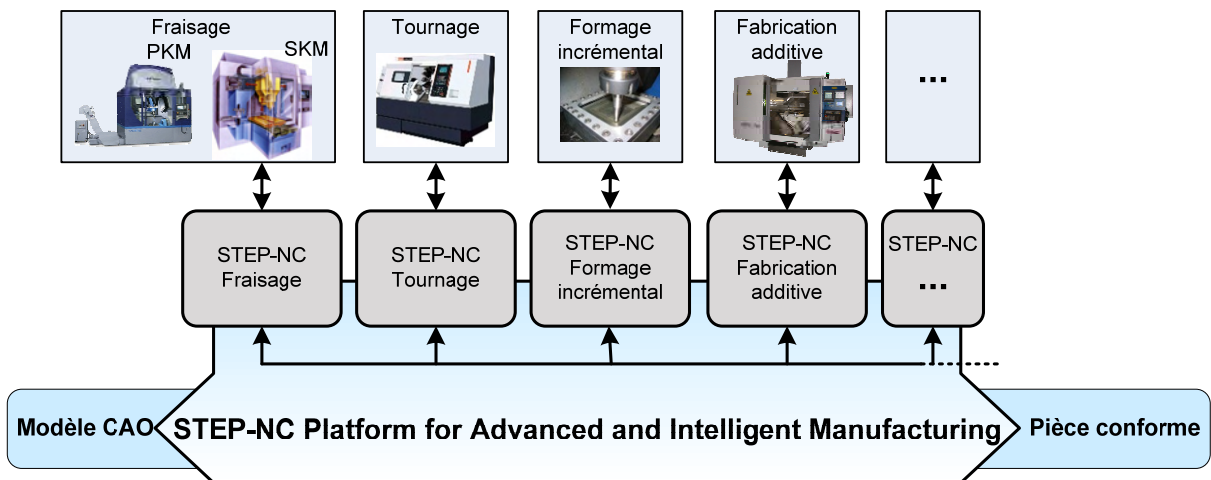 Fraisage
PKM
SKM
Tournage
Formage
incrémental
Fabrication
additive
...
STEP-NC
Fraisage
STEP-NC
Tournage
STEP-NC
Formage
incrémental
STEP-NC
Fabrication
additive
STEP-NC
...
Modèle CAO
STEP-NC Platform for Advanced and Intelligent Manufacturing
Pièce conforme